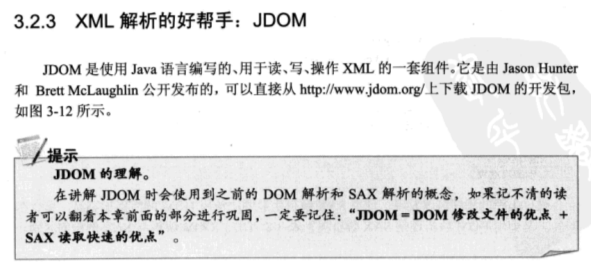 3.2.3 XML 解析的好帮手：JDOM
JDOM 是使用 Java 语言编写的、用于读、写、操作 XML 的一套组件。它是由 Jason Hunter
和 Brett McLaughlin 公开发布的，可以直接从 http://www.jdom.org/上下载 JDOM 的开发包，
如图 3-12 所示。
提示
JDOM 的理解。
在讲解 JDOM 时会使用到之前的 DOM 解析和 SAX 解析的概念，如果记不清的读
者可以翻看本章前面的部分进行巩固，一定要记住：“JDOM = DOM 修改文件的优点 +
SAX 读取快速的优点”。